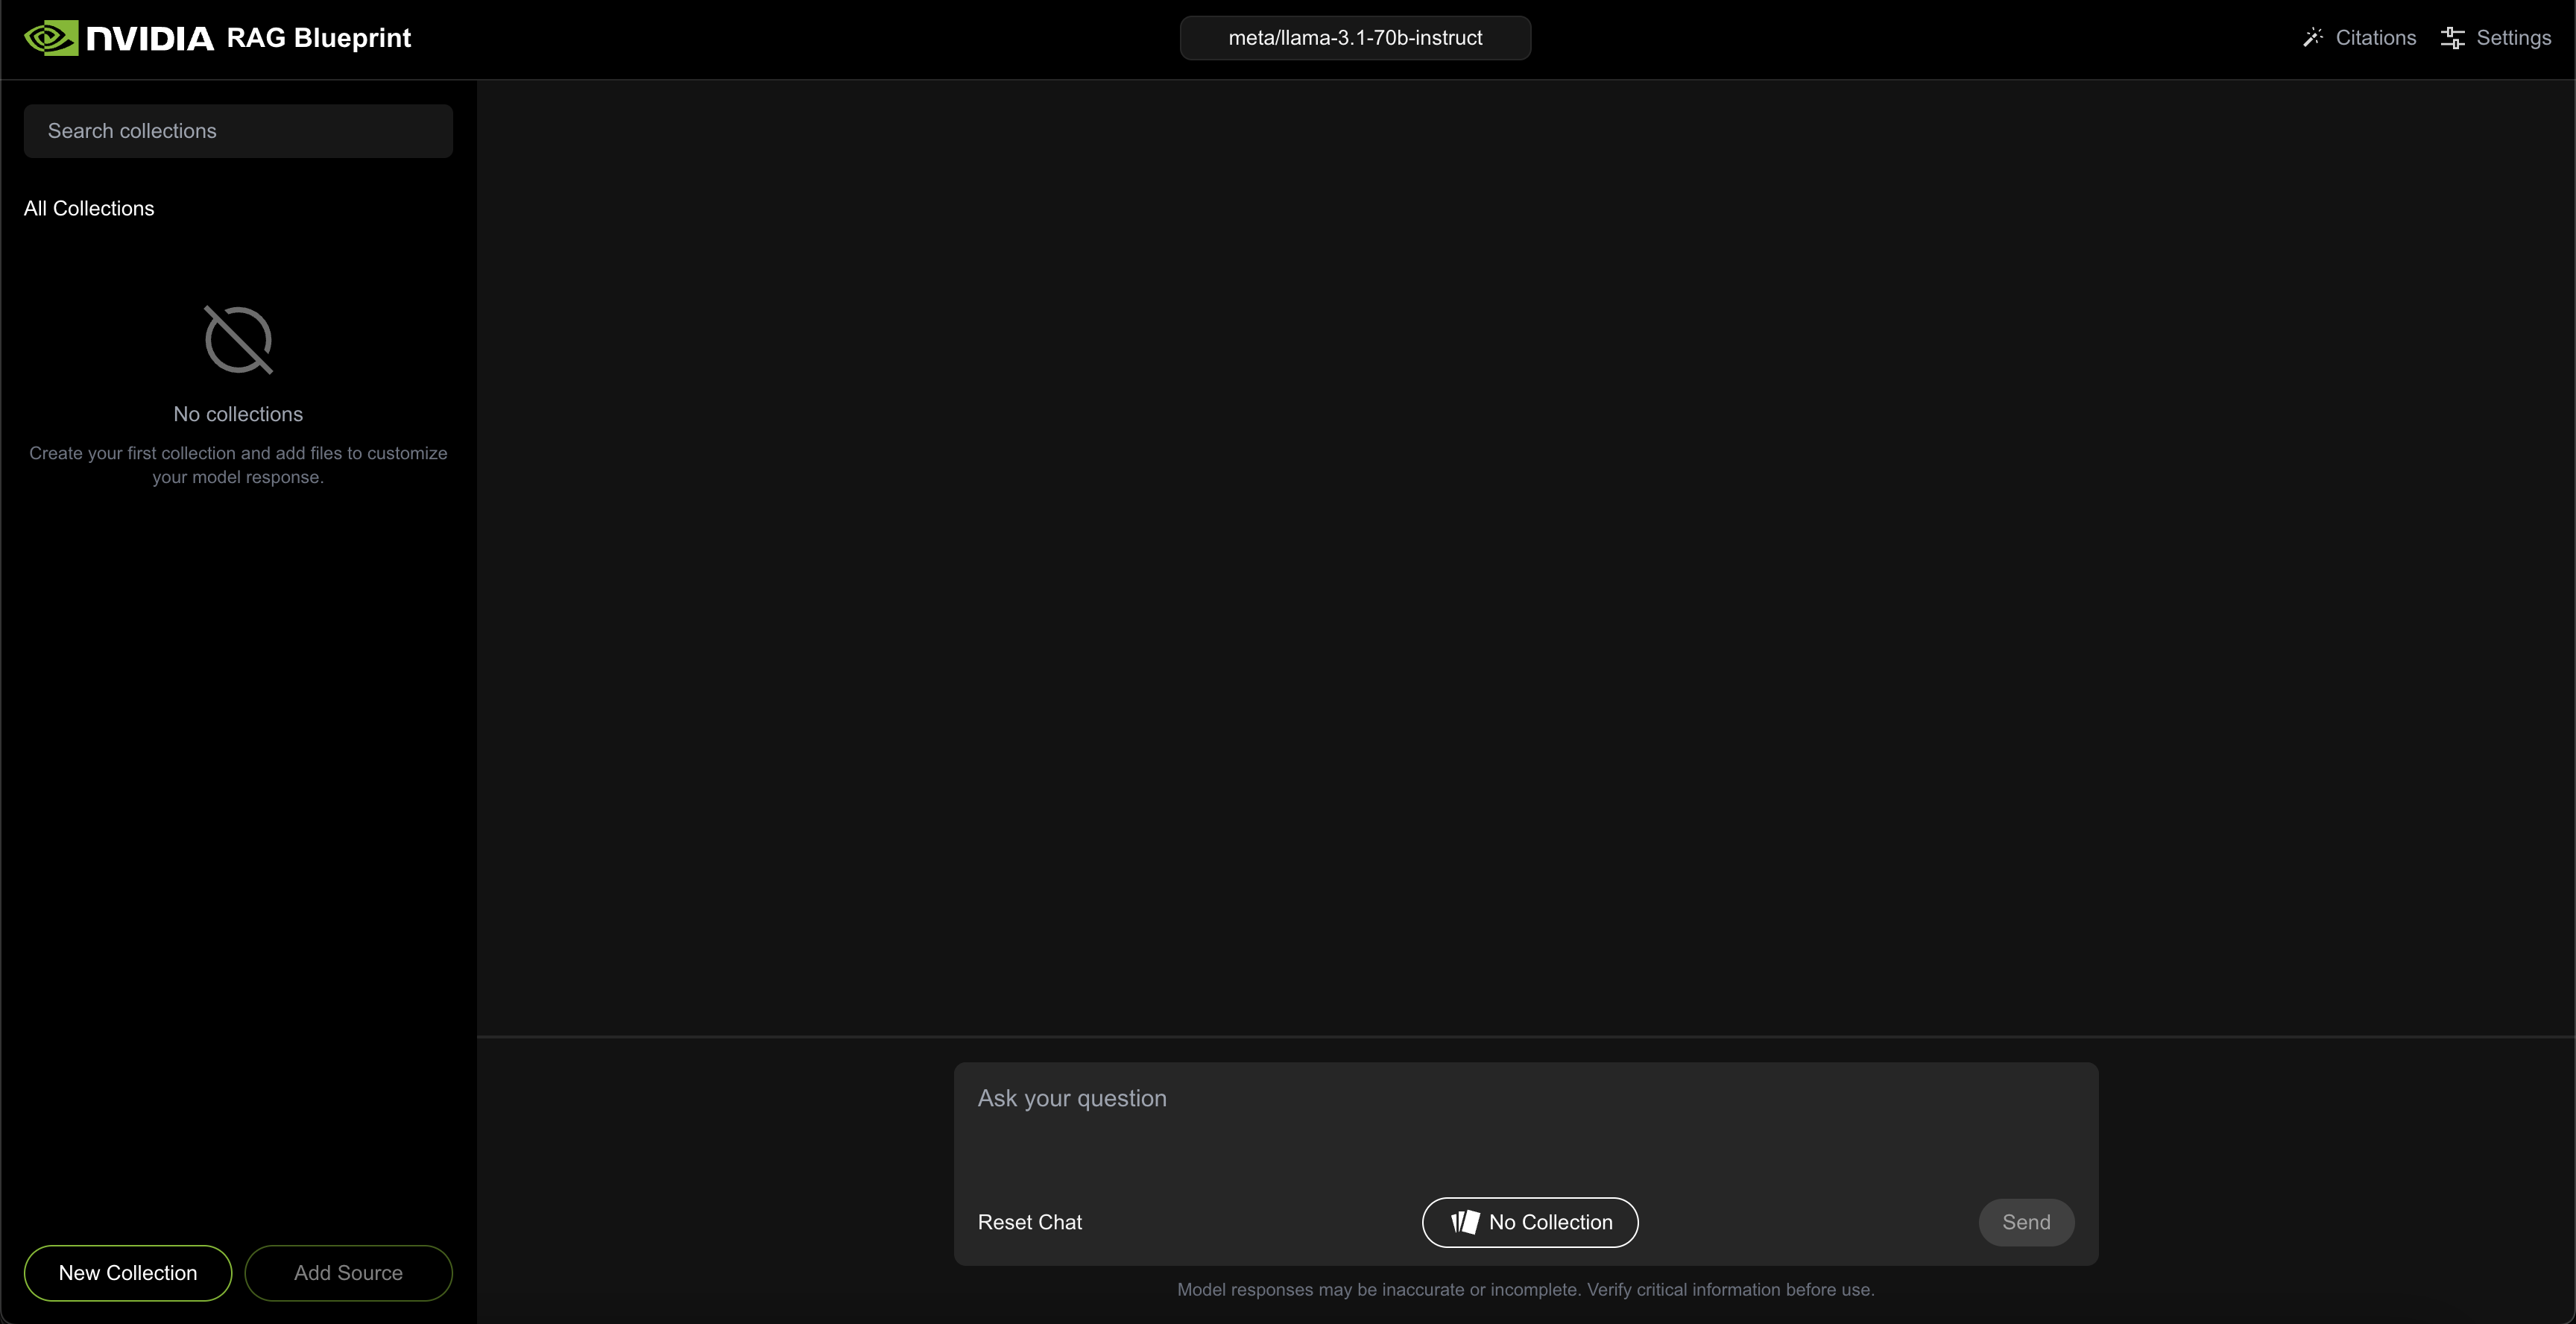 NVIDIA RAG Blueprint
meta/llama-3.1-70b-instruct
Citations
Settings
Search collections
All Collections
No collections
Create your first collection and add files to customize
your model response.
New Collection
Add Source
Ask your question
Reset Chat
No Collection
Send
Model responses may be inaccurate or incomplete. Verify critical information before use.